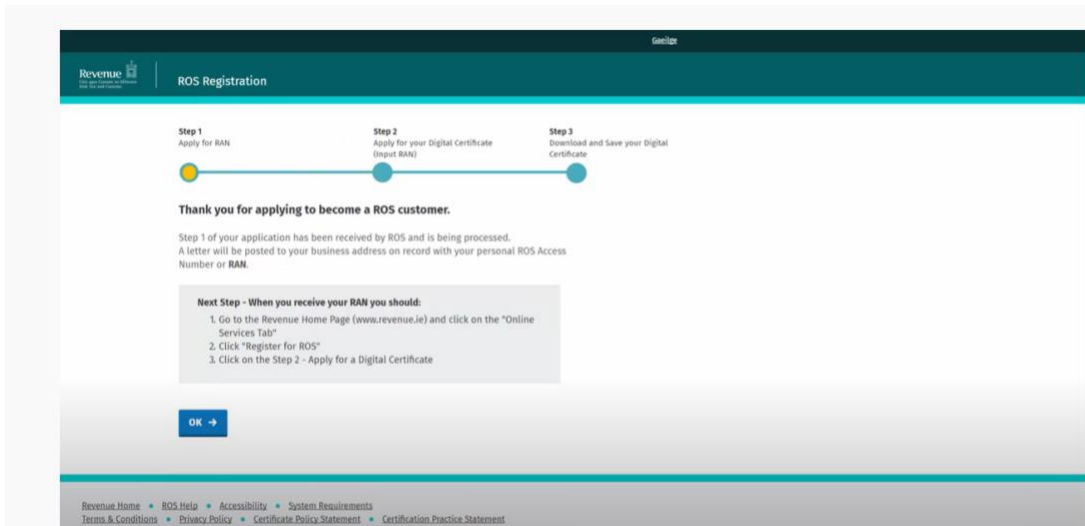 Gaeilge
Revenue
ROS Registration
Step 1
Apply for RAN
Step 2
Apply for your Digital Certificate
(Input RAN)
Step 3
Download and Save your Digital
Certificate
Thank you for applying to become a ROS customer.
Step 1 of your application has been received by ROS and is being processed.
A letter will be posted to your business address on record with your personal ROS Access
Number or RAN.
Next Step - When you receive your RAN you should:
1. Go to the Revenue Home Page (www.revenue.ie) and click on the "Online
Services Tab"
2. Click "Register for ROS"
3. Click on the Step 2 - Apply for a Digital Certificate
OK →
Revenue Home • ROS Help • Accessibility • System Requirements
Terms & Conditions • Privacy Policy • Certificate Policy Statement • Certification Practice Statement